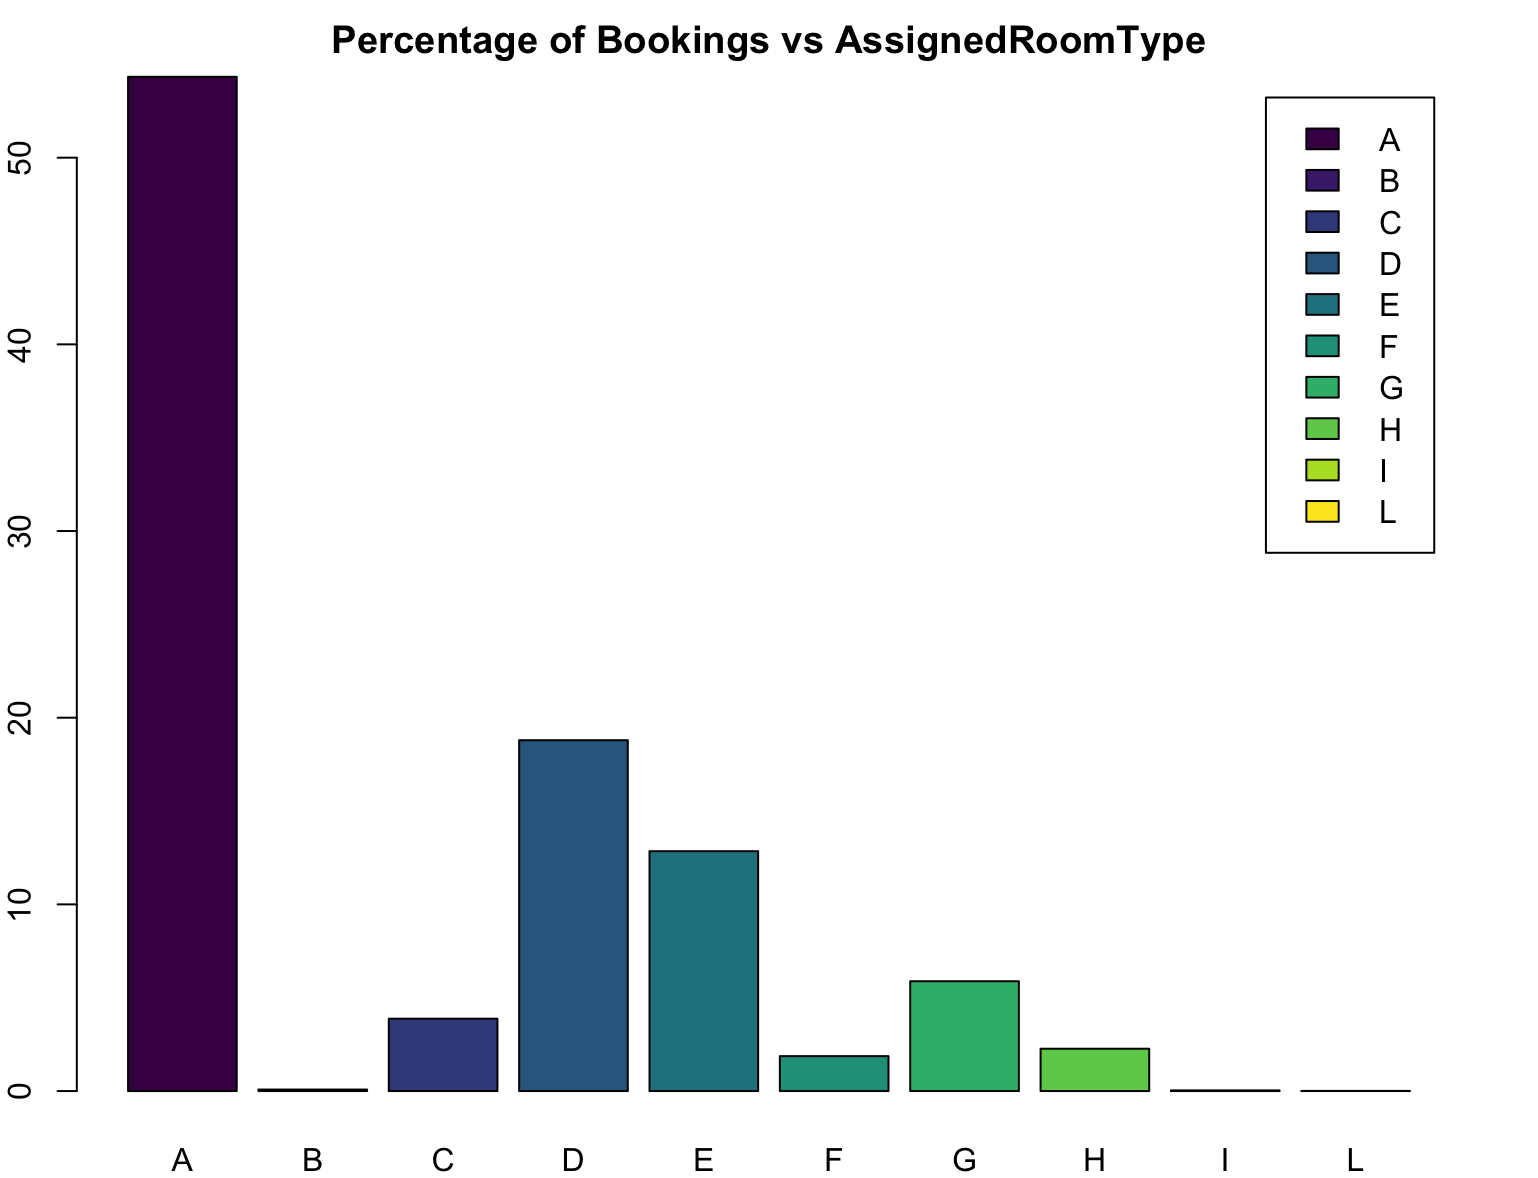 Percentage of Bookings vs AssignedRoomType
50
40
30
20
10
0
A
B
C
D
E
F
G
H
I
L
A B C D E F G H I L